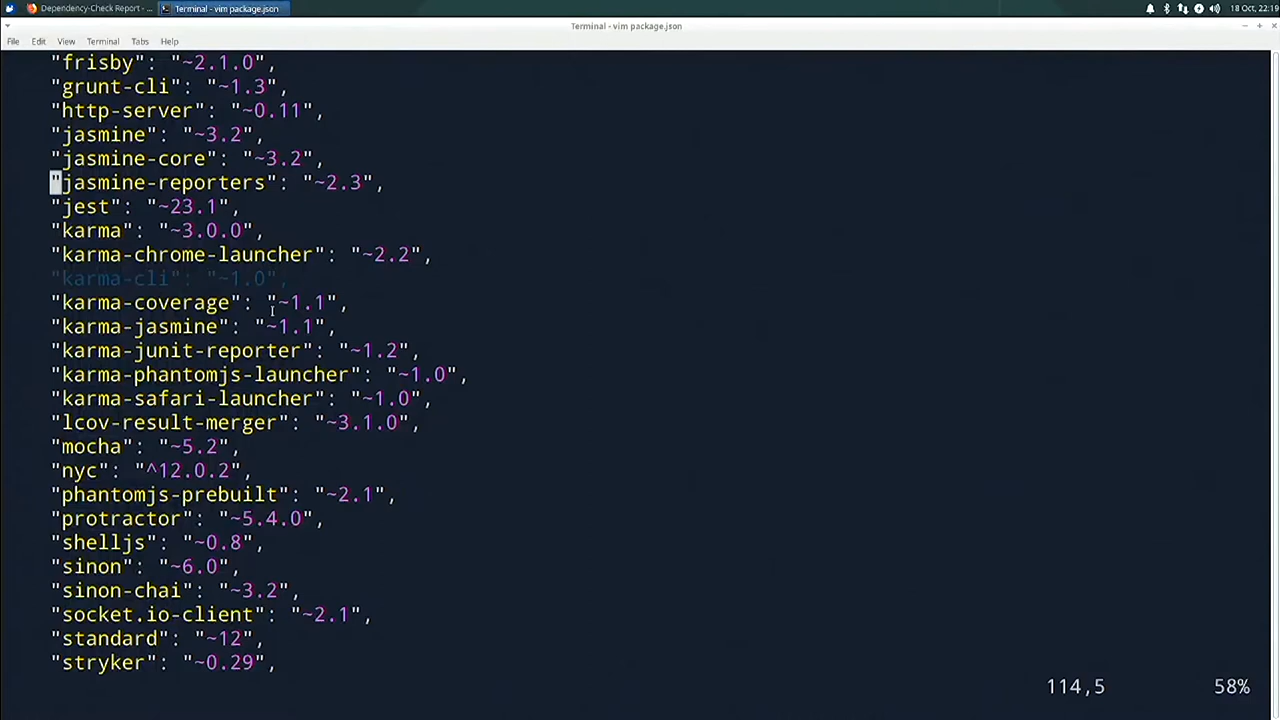 Dependency-Check Report - ...
Terminal - vim package.json
18 Oct, 22:19
Terminal - vim package.json
File Edit View Terminal Tabs Help
"frisby": "~2.1.0",
"grunt-cli": "~1.3",
"http-server": "~0.11",
"jasmine": "~3.2",
"jasmine-core": "~3.2",
"jasmine-reporters": "~2.3",
"jest": "~23.1",
"karma": "~3.0.0",
"karma-chrome-launcher": "~2.2",
"karma-cli": "~1.0",
"karma-coverage": "~1.1",
"karma-jasmine": "~1.1",
"karma-junit-reporter": "~1.2",
"karma-phantomjs-launcher": "~1.0",
"karma-safari-launcher": "~1.0",
"lcov-result-merger": "~3.1.0",
"mocha": "~5.2",
"nyc": "^12.0.2",
"phantomjs-prebuilt": "~2.1",
"protractor": "~5.4.0",
"shelljs": "~0.8",
"sinon": "~6.0",
"sinon-chai": "~3.2",
"socket.io-client": "~2.1",
"standard": "~12",
"stryker": "~0.29",
114,5 58%